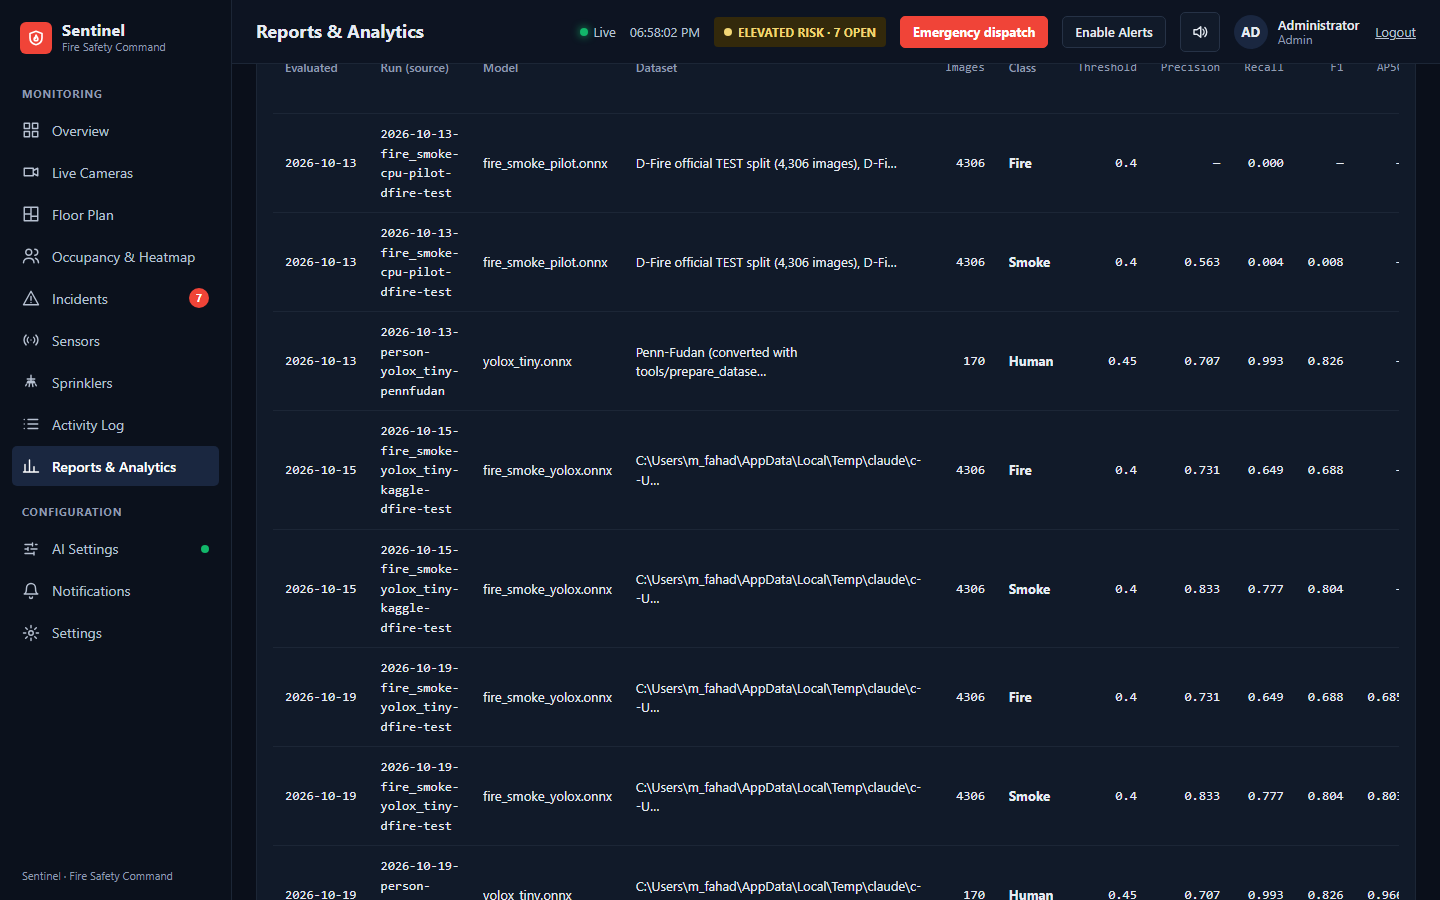 Sentinel
Fire Safety Command
MONITORING
Overview
Live Cameras
Floor Plan
Occupancy & Heatmap
Incidents 7
Sensors
Sprinklers
Activity Log
Reports & Analytics
CONFIGURATION
AI Settings
Notifications
Settings
Sentinel · Fire Safety Command
Reports & Analytics
Live 06:58:02 PM ELEVATED RISK · 7 OPEN Emergency dispatch Enable Alerts AD Administrator Logout
Admin
Evaluated Run (source) Model Dataset Images Class Threshold Precision Recall F1
2026-10-13-
fire_smoke-
2026-10-13 fire_smoke_pilot.onnx D-Fire official TEST split (4,306 images), D-Fi... 4306 Fire 0.4 — 0.000 —
cpu-pilot-
dfire-test
2026-10-13-
fire_smoke-
2026-10-13 fire_smoke_pilot.onnx D-Fire official TEST split (4,306 images), D-Fi... 4306 Smoke 0.4 0.563 0.004 0.008
cpu-pilot-
dfire-test
2026-10-13-
person-
2026-10-13 yolox_tiny.onnx Penn-Fudan (converted with
tools/prepare_datase... 170 Human 0.45 0.707 0.993 0.826
yolox_tiny-
pennfudan
2026-10-15-
fire_smoke-
2026-10-15 yolox_tiny- fire_smoke_yolox.onnx C:\Users\m_fahad\AppData\Local\Temp\claude\c-
-U... 4306 Fire 0.4 0.731 0.649 0.688
kaggle-
dfire-test
2026-10-15-
fire_smoke-
2026-10-15 yolox_tiny- fire_smoke_yolox.onnx C:\Users\m_fahad\AppData\Local\Temp\claude\c-
-U... 4306 Smoke 0.4 0.833 0.777 0.804
kaggle-
dfire-test
2026-10-19-
fire_smoke-
2026-10-19 fire_smoke_yolox.onnx C:\Users\m_fahad\AppData\Local\Temp\claude\c-
-U... 4306 Fire 0.4 0.731 0.649 0.688
yolox_tiny-
dfire-test
2026-10-19-
fire_smoke-
2026-10-19 fire_smoke_yolox.onnx C:\Users\m_fahad\AppData\Local\Temp\claude\c-
-U... 4306 Smoke 0.4 0.833 0.777 0.804
yolox_tiny-
dfire-test
2026-10-19-
person-
2026-10-19 yolox_tiny.onnx C:\Users\m_fahad\AppData\Local\Temp\claude\c- 170 Human 0.45 0.707 0.993 0.826